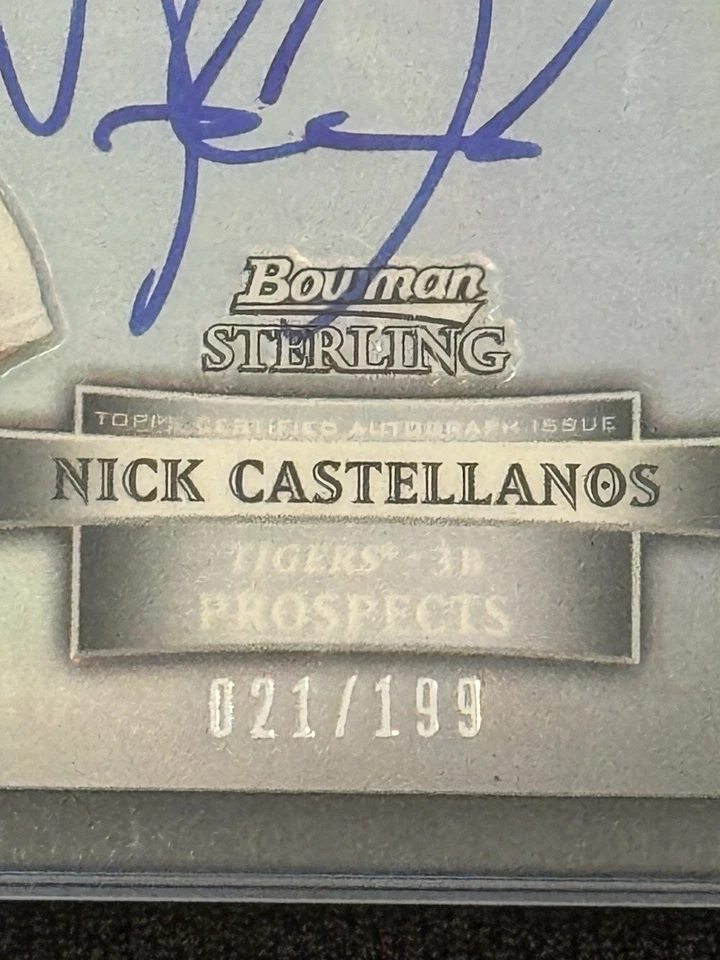 Bowman
STERLING
TOPPS CERTIFIED AUTOGRAPH ISSUE
NICK CASTELLANOS
TIGERS® - 3B
PROSPECTS
021/199